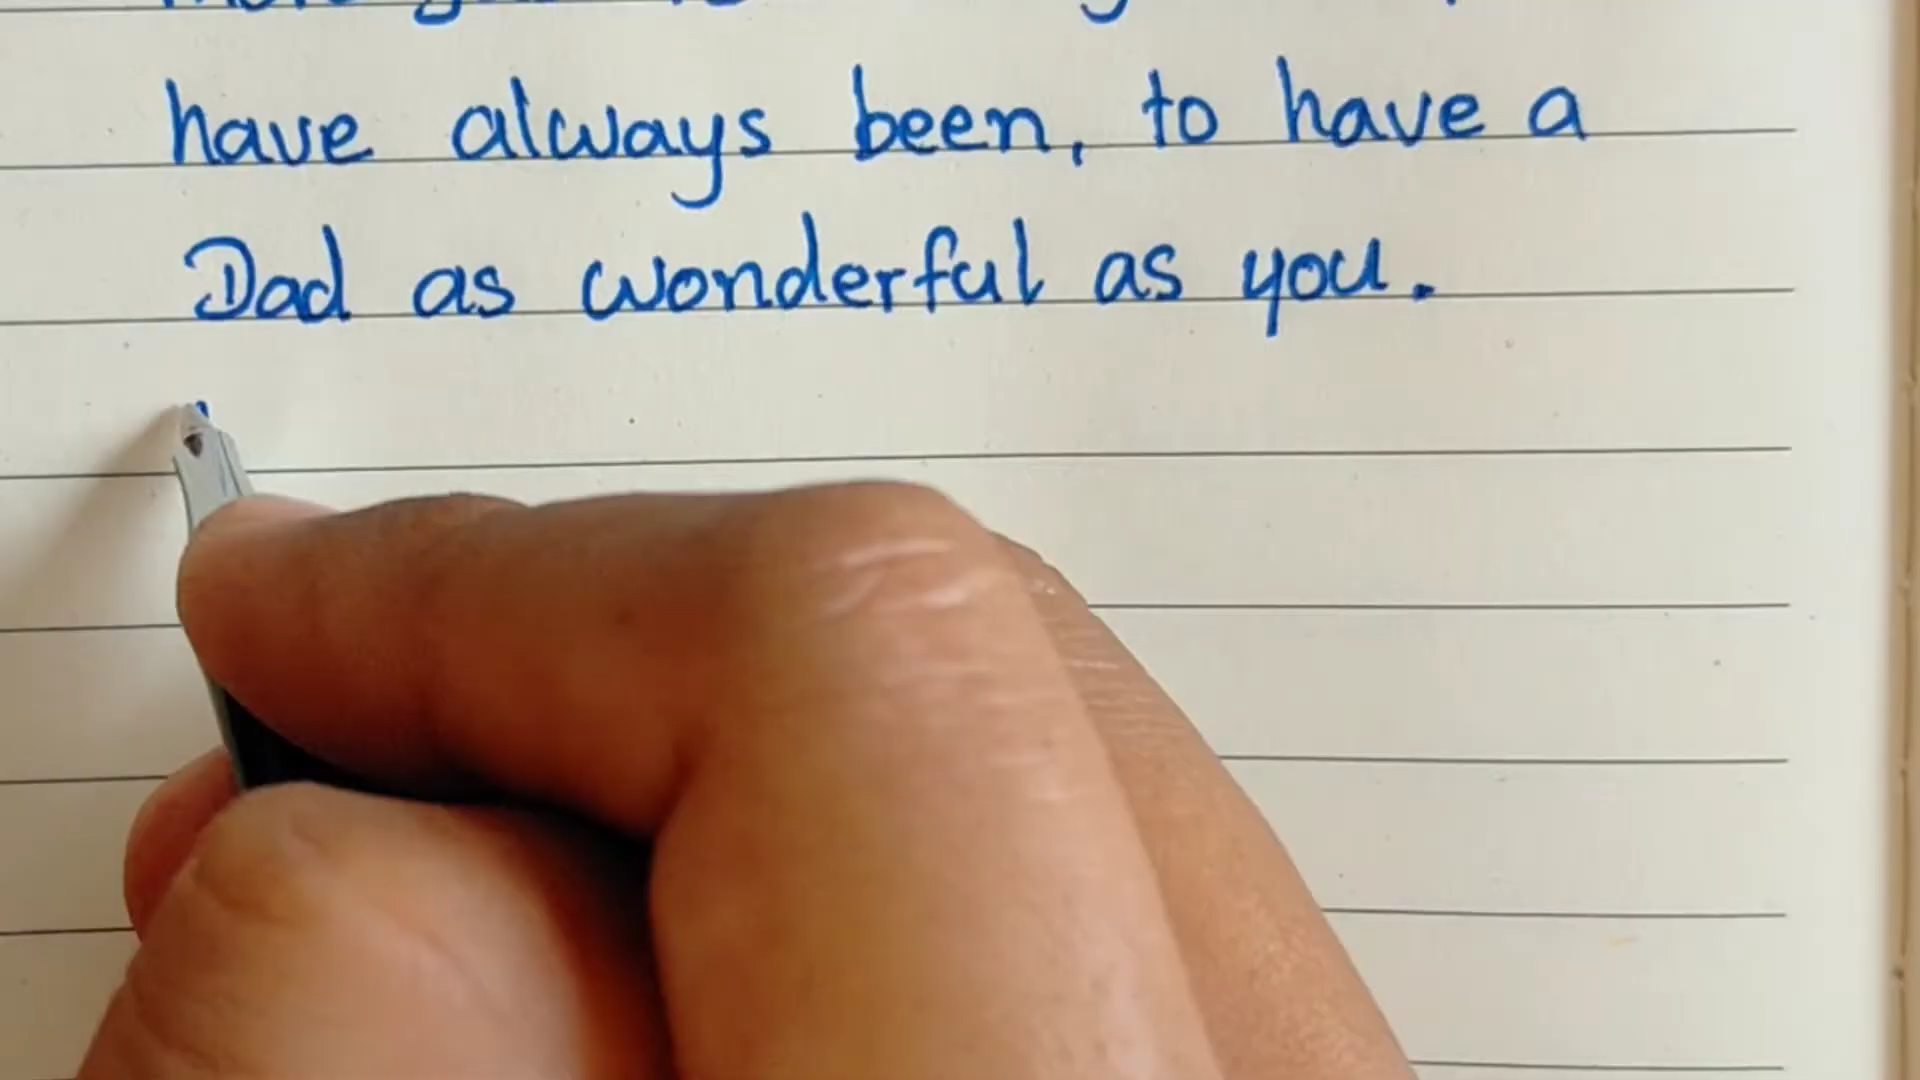 have always been, to have a
Dad as wonderful as you.